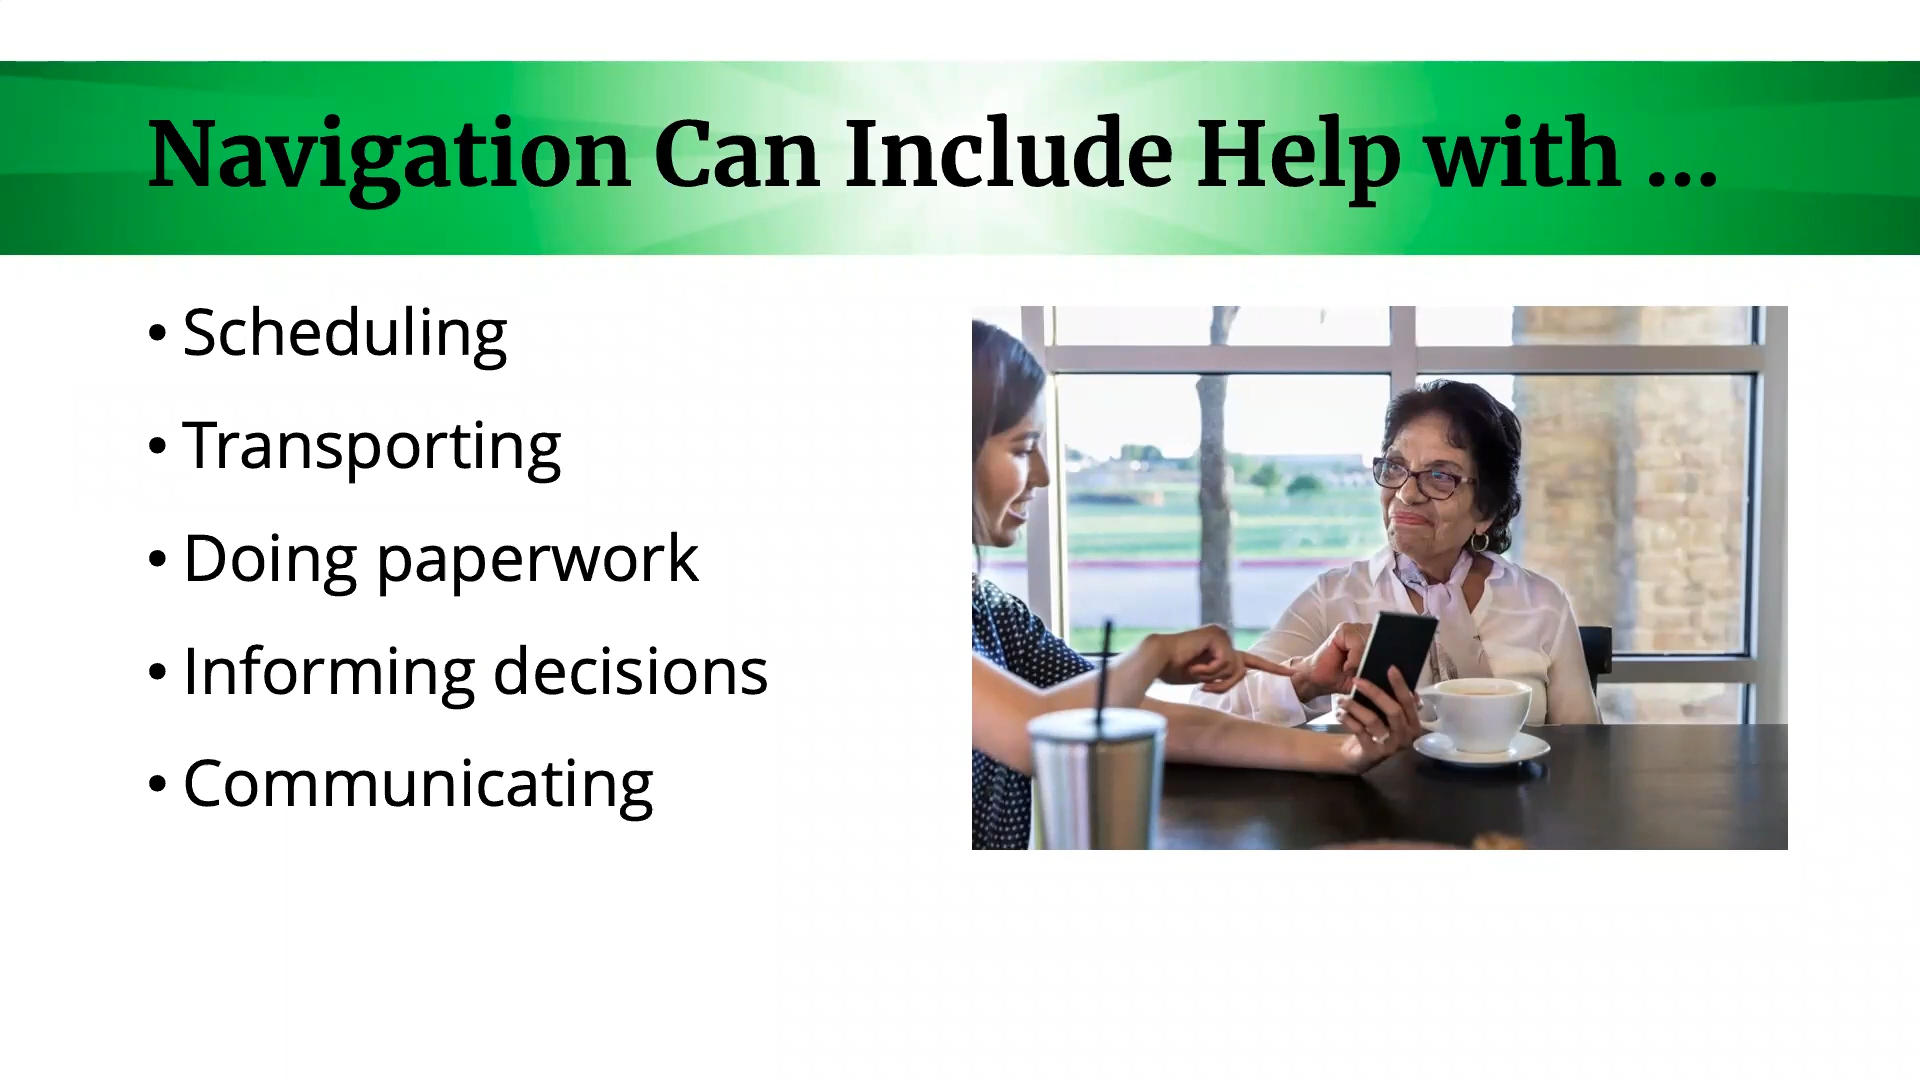 Navigation Can Include Help with ...
• Scheduling
• Transporting
• Doing paperwork
• Informing decisions
• Communicating